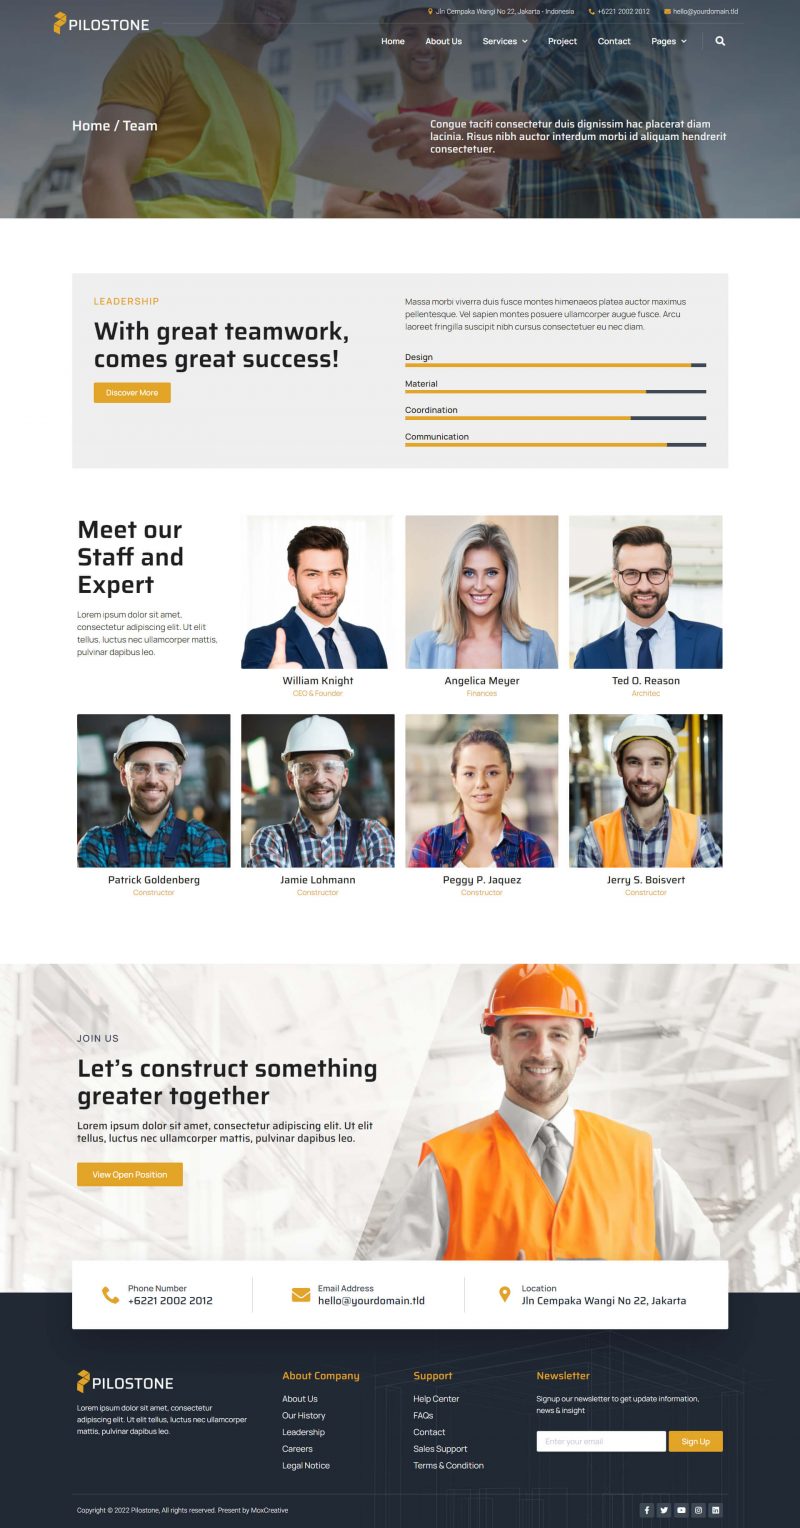 Jln Cempaka Wangi No 22, Jakarta - Indonesia +6221 2002 2012 hello@yourdomain.tld
PILOSTONE
Home About Us Services Project Contact Pages
Home / Team
Congue taciti consectetur duis dignissim hac placerat diam
lacinia. Risus nibh auctor interdum morbi id aliquam hendrerit
consectetuer.
LEADERSHIP
With great teamwork,
comes great success!
Discover More
Massa morbi viverra duis fusce montes himenaeos platea auctor maximus
pellentesque. Vel sapien montes posuere ullamcorper augue fusce. Arcu
laoreet fringilla suscipit nibh cursus consectetuer eu nec diam.
Design
Material
Coordination
Communication
Meet our
Staff and
Expert
Lorem ipsum dolor sit amet,
consectetur adipiscing elit. Ut elit
tellus, luctus nec ullamcorper mattis,
pulvinar dapibus leo.
William Knight
CEO & Founder
Angelica Meyer
Finances
Ted O. Reason
Architec
Patrick Goldenberg
Constructor
Jamie Lohmann
Constructor
Peggy P. Jaquez
Constructor
Jerry S. Boisvert
Constructor
JOIN US
Let's construct something
greater together
Lorem ipsum dolor sit amet, consectetur adipiscing elit. Ut elit
tellus, luctus nec ullamcorper mattis, pulvinar dapibus leo.
View Open Position
Phone Number
+6221 2002 2012
Email Address
hello@yourdomain.tld
Location
Jln Cempaka Wangi No 22, Jakarta
PILOSTONE
Lorem ipsum dolor sit amet, consectetur
adipiscing elit. Ut elit tellus, luctus nec
ullamcorper mattis, pulvinar dapibus leo.
About Company
About Us
Our History
Leadership
Careers
Legal Notice
Support
Help Center
FAQs
Contact
Sales Support
Terms & Condition
Newsletter
Signup our newsletter to get update information,
news & insight
Enter your email
Sign Up
Copyright © 2022 Pilostone, All rights reserved. Present by MoxCreative